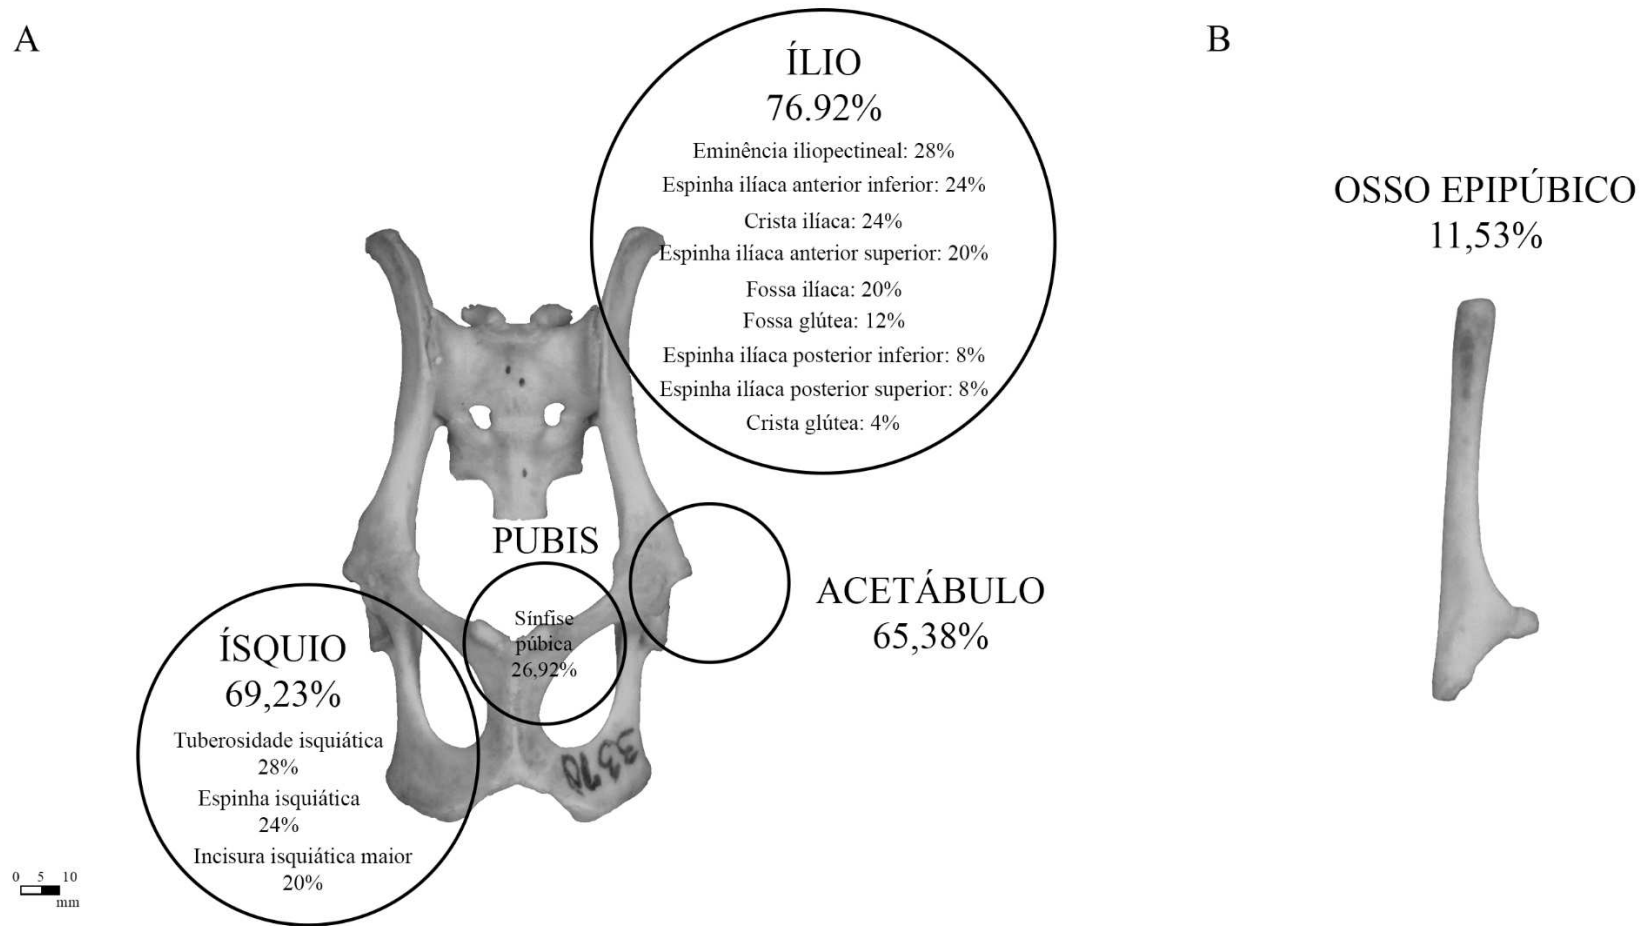 A
B
ÍLIO
76.92%
Eminência iliopectineal: 28%
Espinha ilíaca anterior inferior: 24%
Crista ilíaca: 24%
Espinha ilíaca anterior superior: 20%
Fossa ilíaca: 20%
Fossa glútea: 12%
Espinha ilíaca posterior inferior: 8%
Espinha ilíaca posterior superior: 8%
Crista glútea: 4%
OSSO EPIPÚBICO
11,53%
PUBIS
Sínfise
púbica
26,92%
ACETÁBULO
65,38%
ÍSQUIO
69,23%
Tuberosidade isquiática
28%
Espinha isquiática
24%
Incisura isquiática maior
20%
3370
0 5 10
mm